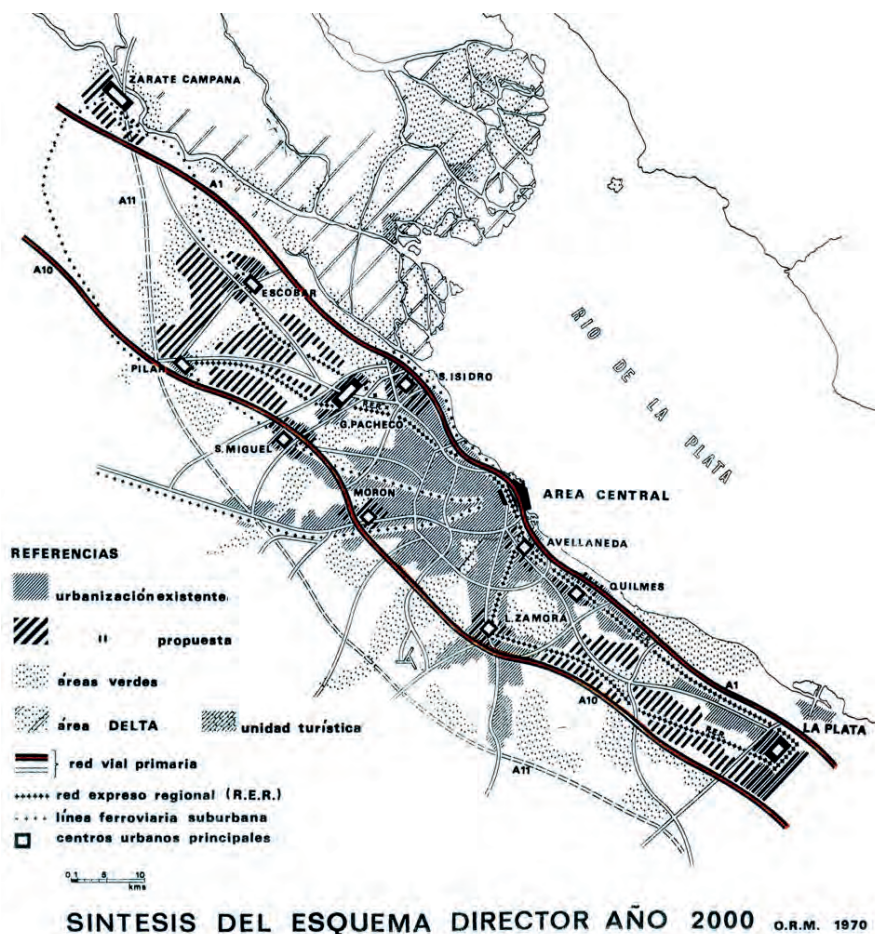 ZARATE CAMPANA
A1
A11
A10
ESCOBAR
PILAR
S.ISIDRO
RER
G.PACHECO
S.MIGUEL
MORON
RIO DE LA PLATA
AREA CENTRAL
AVELLANEDA
QUILMES
L.ZAMORA
RER
A1
A10
RER
LA PLATA
A11
REFERENCIAS
urbanización existente
" propuesta
áreas verdes
área DELTA
unidad turística
red vial primaria
red expreso regional (R.E.R.)
línea ferroviaria suburbana
centros urbanos principales
0 1 5 10
kms
SINTESIS DEL ESQUEMA DIRECTOR AÑO 2000 O.R.M. 1970